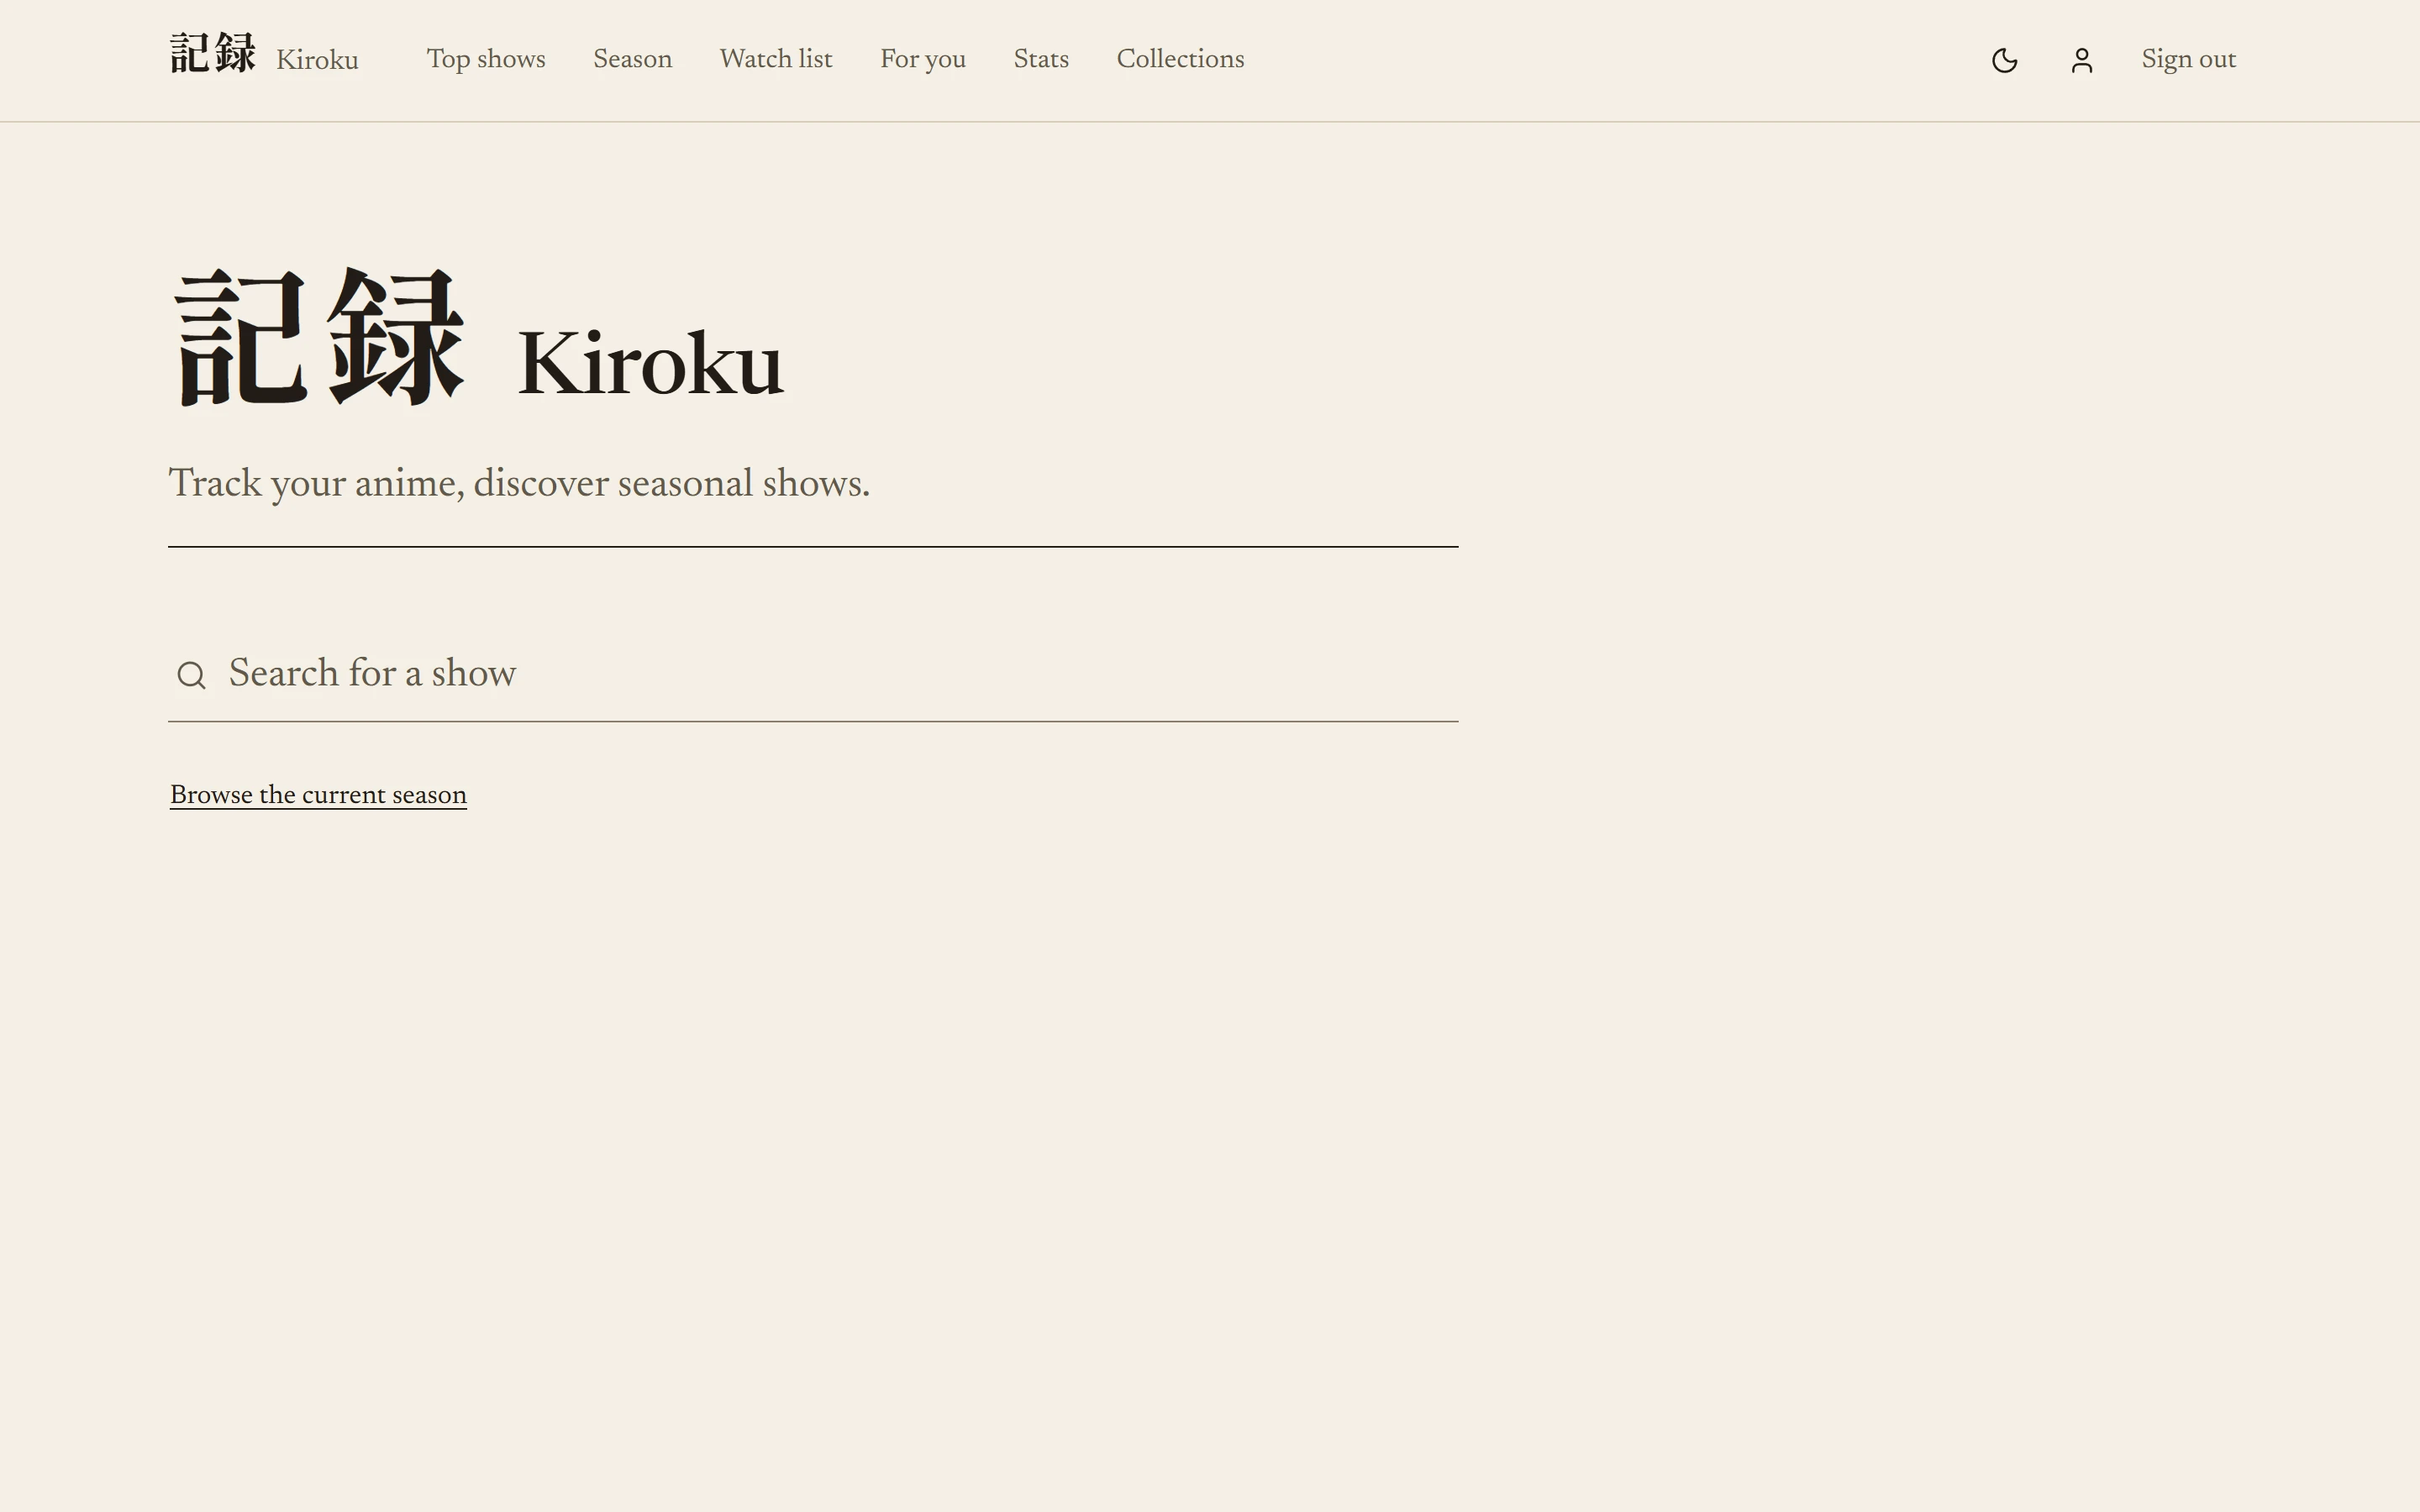 記録 Kiroku Top shows Season Watch list For you Stats Collections Sign out
記録 Kiroku
Track your anime, discover seasonal shows.
Search for a show
Browse the current season